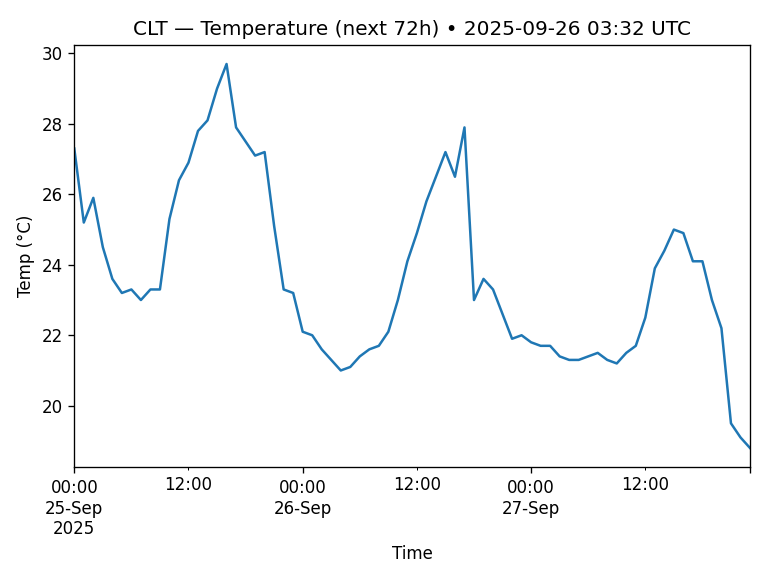 CLT — Temperature (next 72h) • 2025-09-26 03:32 UTC
30
28
26
24
22
20
Temp (°C)
00:00 12:00 00:00 12:00 00:00 12:00
25-Sep 26-Sep 27-Sep
2025
Time